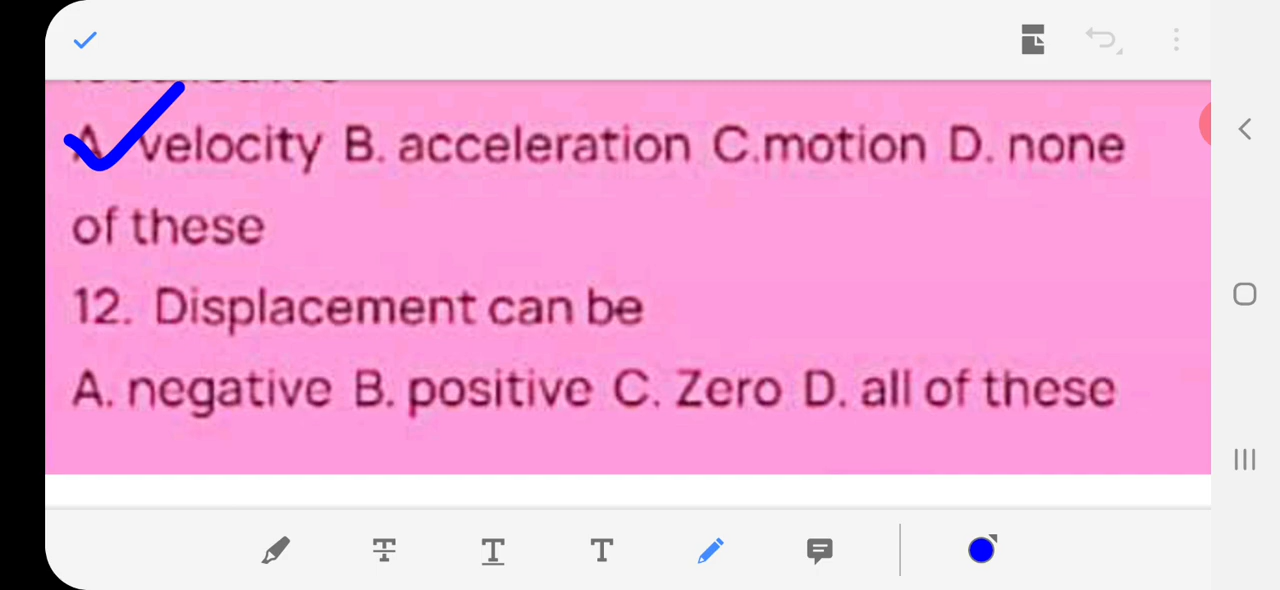 A. velocity B. acceleration C.motion D. none
of these
12. Displacement can be
A. negative B. positive C. Zero D. all of these